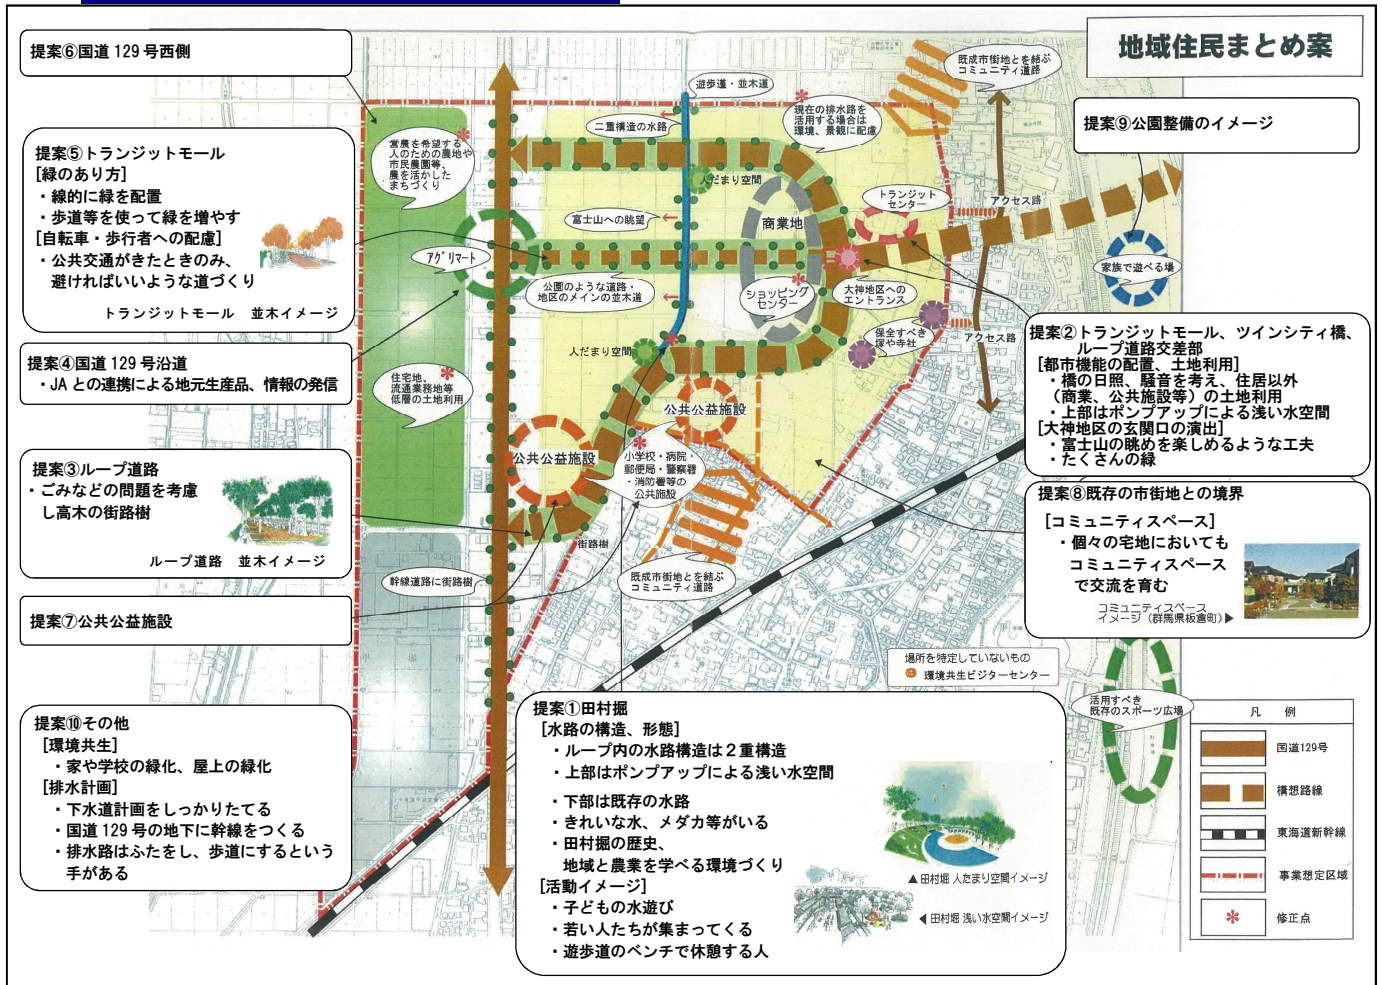 地域住民まとめ案
提案⑥国道 129 号西側
提案⑤トランジットモール
[緑のあり方]
・線的に緑を配置
・歩道等を使って緑を増やす
[自転車・歩行者への配慮]
・公共交通がきたときのみ、
避ければいいような道づくり
トランジットモール 並木イメージ
提案④国道 129 号沿道
・JA との連携による地元生産品、情報の発信
提案③ループ道路
・ごみなどの問題を考慮
し高木の街路樹
ループ道路 並木イメージ
提案⑦公共公益施設
提案⑩その他
[環境共生]
・家や学校の緑化、屋上の緑化
[排水計画]
・下水道計画をしっかりたてる
・国道 129 号の地下に幹線をつくる
・排水路はふたをし、歩道にするという
手がある
営農を希望する
人のための農地や
市民農園等、
農を活かした
まちづくり
アグリマート
住宅地、
流通業務地等
低層の土地利用
幹線道路に街路樹
遊歩道・並木道
二重構造の水路
現在の排水路を
活用する場合は
環境、景観に配慮
既成市街地とを結ぶ
コミュニティ道路
人だまり空間
富士山への眺望
商業地
トランジット
センター
アクセス路
公園のような道路・
地区のメインの並木道
ショッピング
センター
大神地区への
エントランス
家族で遊べる場
保全すべき
塚や寺社
アクセス路
人だまり空間
公共公益施設
公共公益施設
小学校・病院・
郵便局・警察署
・消防署等の
公共施設
街路樹
既成市街地とを結ぶ
コミュニティ道路
提案⑨公園整備のイメージ
提案②トランジットモール、ツインシティ橋、
ループ道路交差部
[都市機能の配置、土地利用]
・橋の日照、騒音を考え、住居以外
(商業、公共施設等)の土地利用
・上部はポンプアップによる浅い水空間
[大神地区の玄関口の演出]
・富士山の眺めを楽しめるような工夫
・たくさんの緑
提案⑧既存の市街地との境界
[コミュニティスペース]
・個々の宅地においても
コミュニティスペース
で交流を育む
コミュニティスペース
イメージ(群馬県板倉町)▶
場所を特定していないもの
環境共生ビジターセンター
活用すべき
既存のスポーツ広場
提案①田村堀
[水路の構造、形態]
・ループ内の水路構造は２重構造
・上部はポンプアップによる浅い水空間
・下部は既存の水路
・きれいな水、メダカ等がいる
・田村堀の歴史、
地域と農業を学べる環境づくり
[活動イメージ]
・子どもの水遊び
・若い人たちが集まってくる
・遊歩道のベンチで休憩する人
▲田村堀 人だまり空間イメージ
◀田村堀 浅い水空間イメージ
凡 例
国道129号
構想路線
東海道新幹線
事業想定区域
修正点